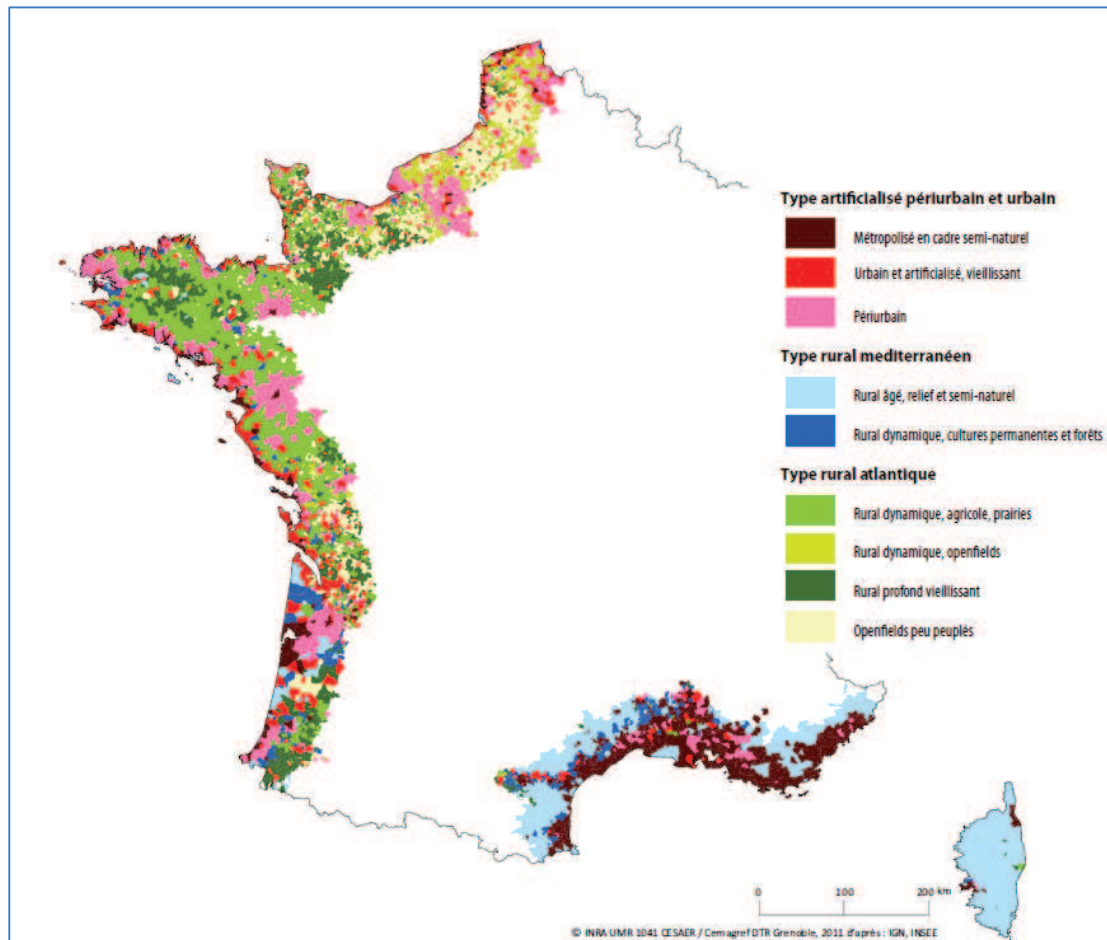 Type artificialisé périurbain et urbain
Métropolisé en cadre semi-naturel
Urbain et artificialisé, vieillissant
Périurbain
Type rural mediterranéen
Rural âgé, relief et semi-naturel
Rural dynamique, cultures permanentes et forêts
Type rural atlantique
Rural dynamique, agricole, prairies
Rural dynamique, openfields
Rural profond vieillissant
Openfields peu peuplés
0 100 200 km
© INRA UMR 1041 CESAER / Cemagref DTR Grenoble, 2011 d'après : IGN, INSEE